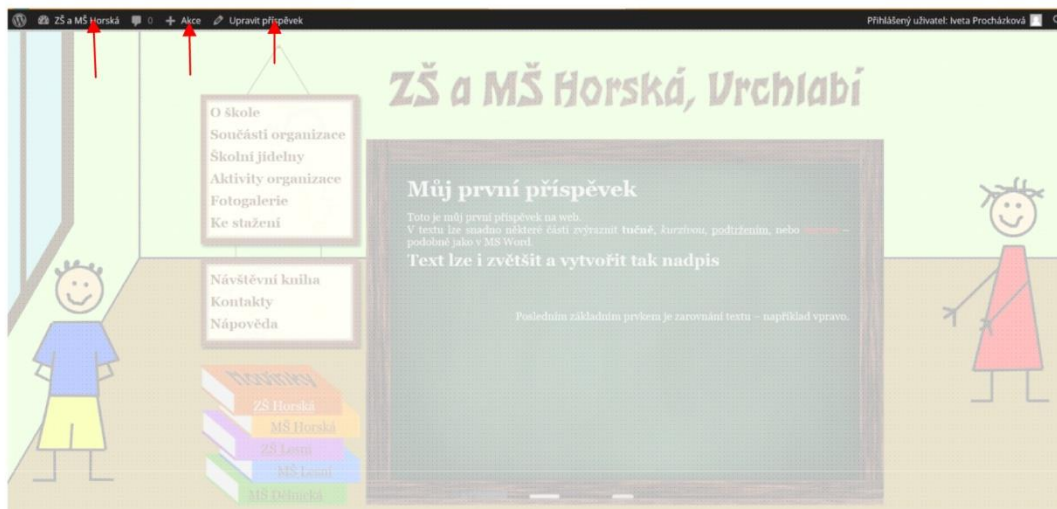 ZŠ a MŠ Horská 0 Akce Upravit příspěvek Přihlášený uživatel: Iveta Procházková
ZŠ a MŠ Horská, Vrchlabí
O škole
Součásti organizace
Školní jídelny
Aktivity organizace
Fotogalerie
Ke stažení
Návštěvní kniha
Kontakty
Nápověda
Novinky
ZŠ Horská
MŠ Horská
ZŠ Lesní
MŠ Lesní
MŠ Dělnická
Můj první příspěvek
Toto je můj první příspěvek na web.
V textu lze snadno některé části zvýraznit tučně, kurzívou, podtržením, nebo –
podobně jako v MS Word.
Text lze i zvětšit a vytvořit tak nadpis
Posledním základním prvkem je zarovnání textu – například vpravo.